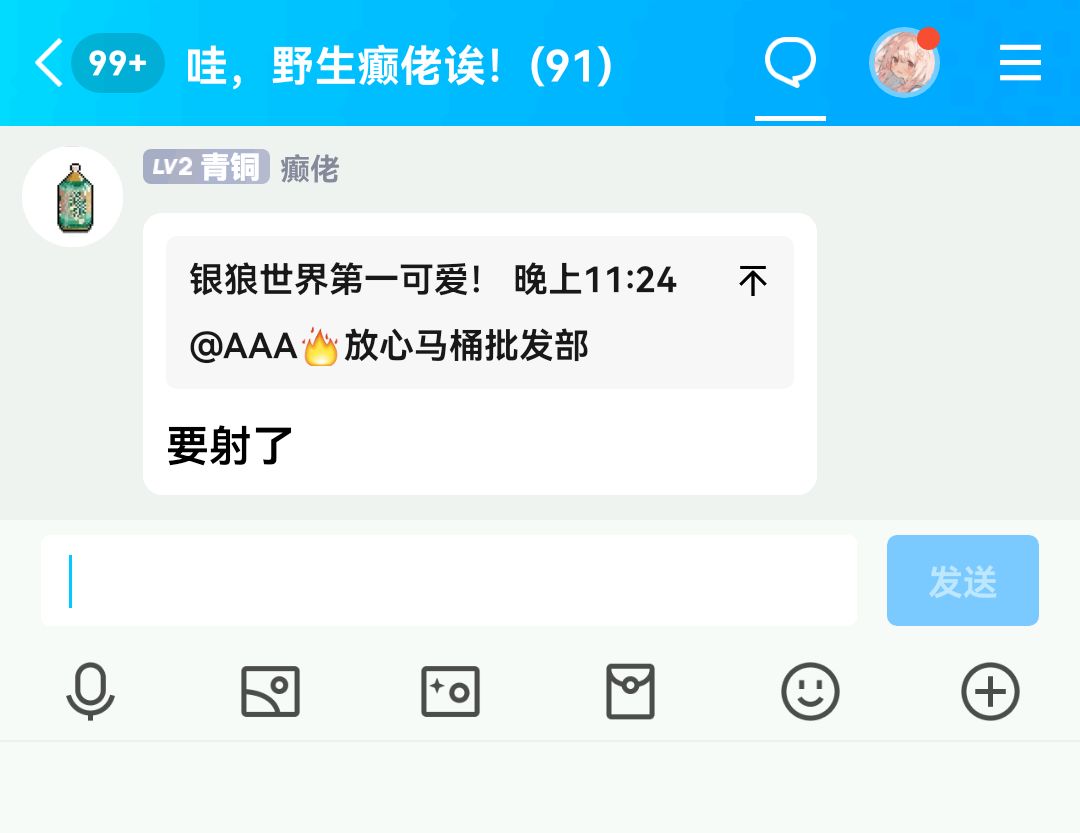 99+ 哇，野生癫佬诶！(91)
LV2 青铜 癫佬
银狼世界第一可爱！ 晚上11:24
@AAA🔥放心马桶批发部
要射了
发送